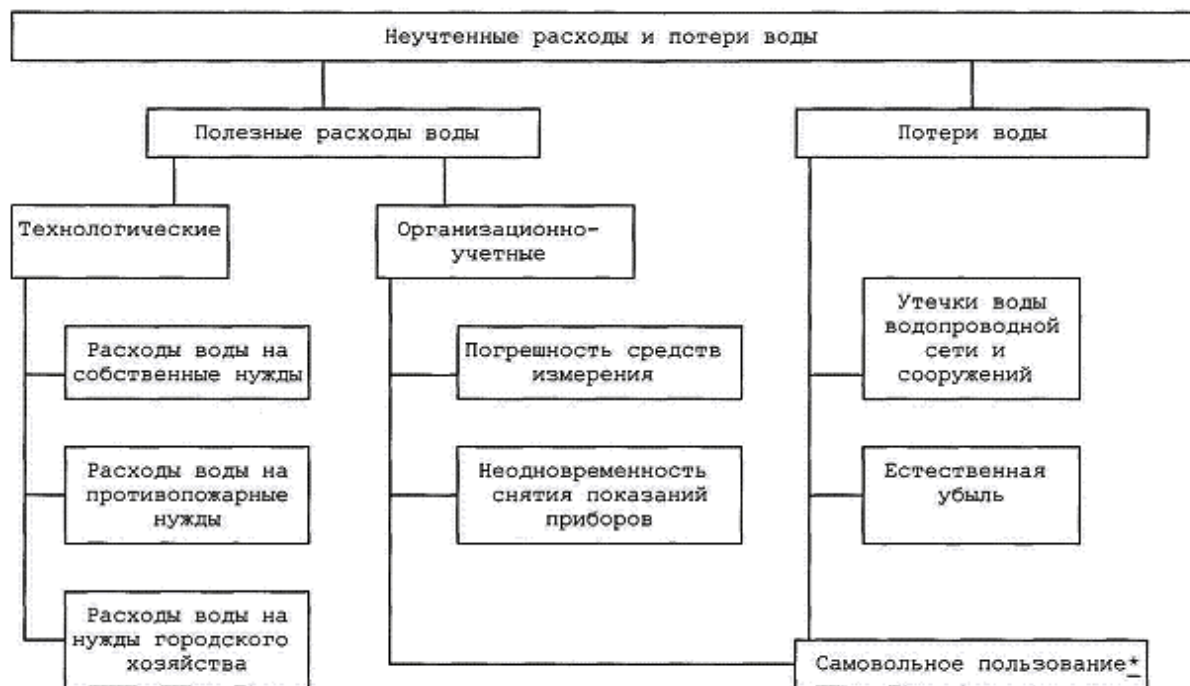 Неучтенные расходы и потери воды
Полезные расходы воды
Потери воды
Технологические
Организационно-
учетные
Расходы воды на
собственные нужды
Погрешность средств
измерения
Утечки воды
водопроводной
сети и
сооружений
Расходы воды на
противопожарные
нужды
Неодновременность
снятия показаний
приборов
Естественная
убыль
Расходы воды на
нужды городского
хозяйства
Самовольное пользование*